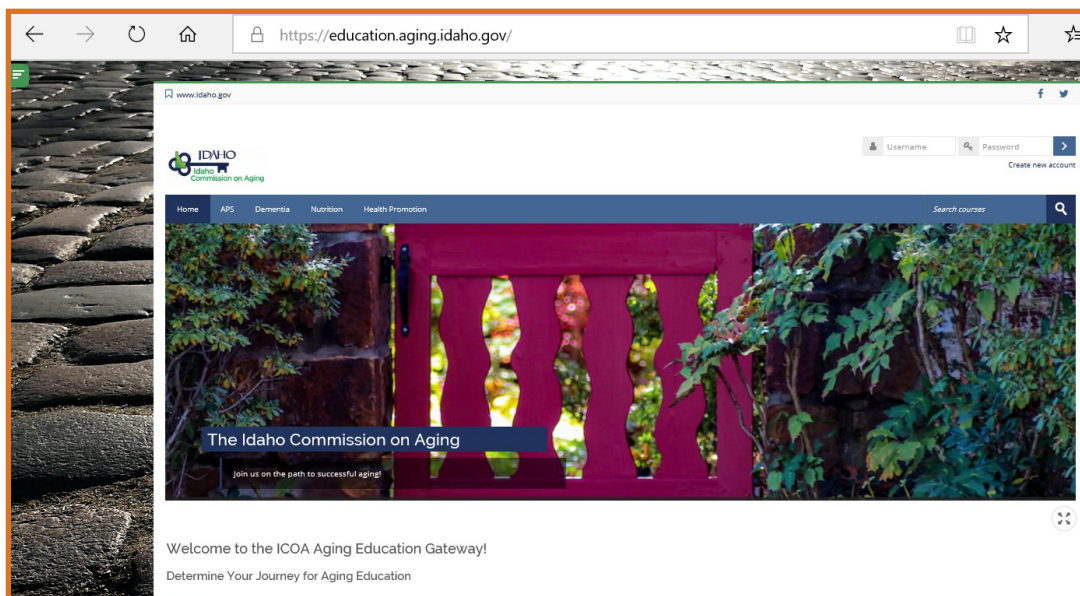 https://education.aging.idaho.gov/
www.idaho.gov
f
IDAHO
Idaho
Commission on Aging
Username
Password
Create new account
Home APS Dementia Nutrition Health Promotion Search courses
The Idaho Commission on Aging
Join us on the path to successful aging!
Welcome to the ICOA Aging Education Gateway!
Determine Your Journey for Aging Education